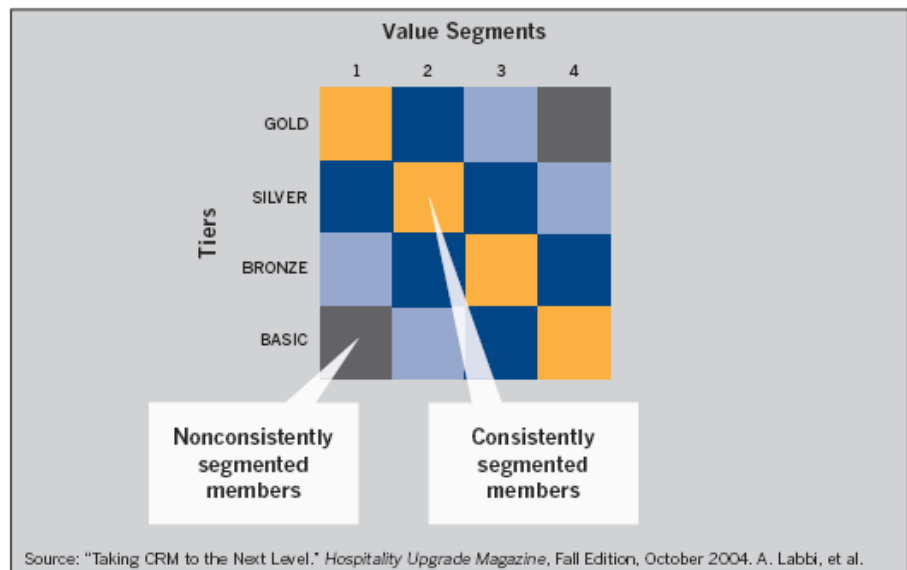 Value Segments
1 2 3 4
GOLD
SILVER
Tiers
BRONZE
BASIC
Nonconsistently
segmented
members
Consistently
segmented
members
Source: "Taking CRM to the Next Level." Hospitality Upgrade Magazine, Fall Edition, October 2004. A. Labbi, et al.